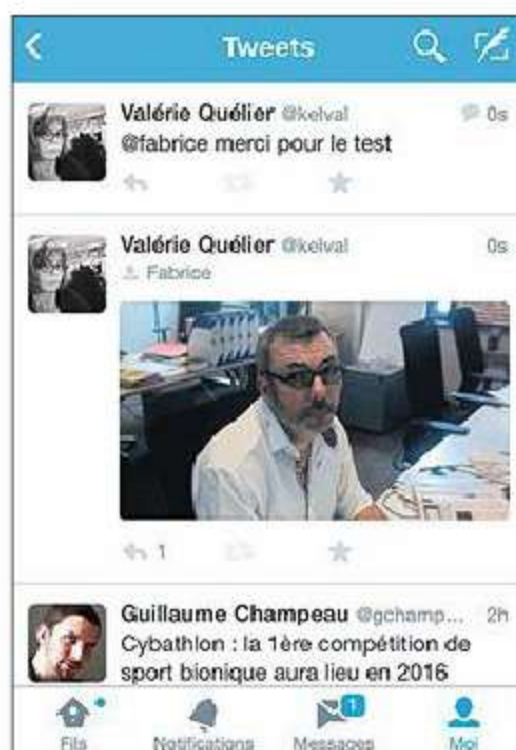 Tweets
Valérie Quélier @kelval 0s
@fabrice merci pour le test
Valérie Quélier @kelval 0s
Fabrice
1
Guillaume Champeau @gchamp... 2h
Cybathlon : la 1ère compétition de
sport bionique aura lieu en 2016
1
Fils Notifications Messages Moi